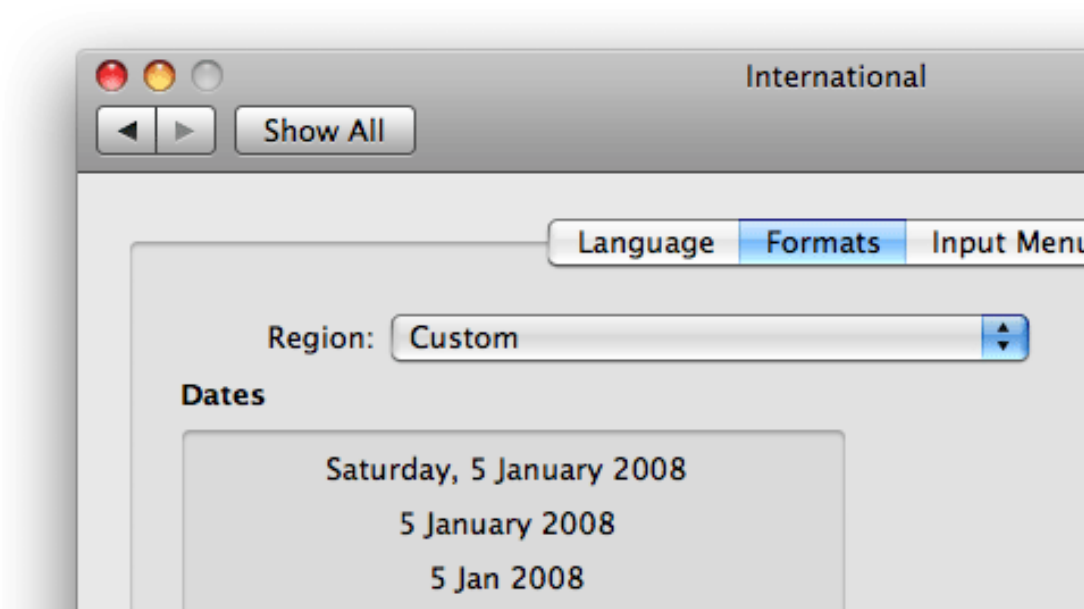 International
Show All
Language Formats Input Menu
Region: Custom
Dates
Saturday, 5 January 2008
5 January 2008
5 Jan 2008